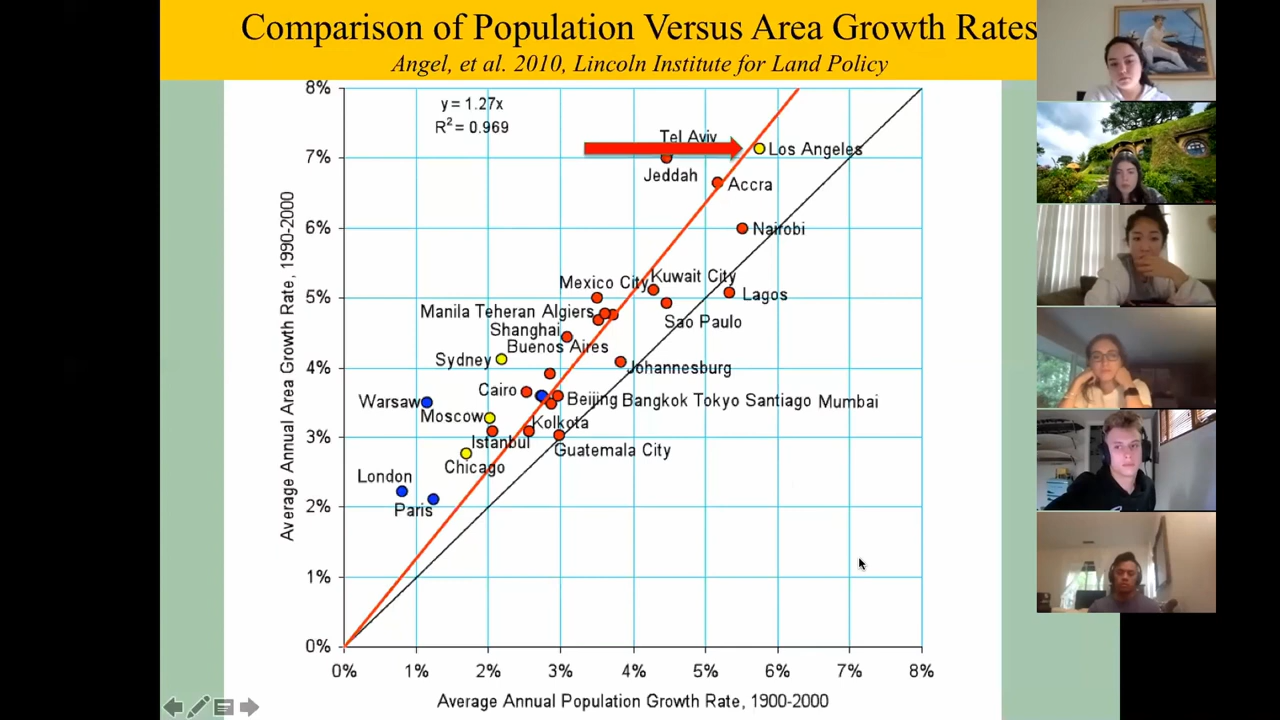 Comparison of Population Versus Area Growth Rates
Angel, et al. 2010, Lincoln Institute for Land Policy
8%
y = 1.27x
R² = 0.969
Tel Aviv
Los Angeles
7%
Jeddah
Accra
6%
Nairobi
Mexico City
Kuwait City
5%
Lagos
Manila Teheran Algiers
Sao Paulo
Shanghai
Buenos Aires
Sydney
4%
Johannesburg
Cairo
Beijing Bangkok Tokyo Santiago Mumbai
Warsaw
Moscow
Kolkota
3%
Istanbul
Guatemala City
Chicago
London
2%
Paris
1%
0%
Average Annual Area Growth Rate, 1990-2000
0% 1% 2% 3% 4% 5% 6% 7% 8%
Average Annual Population Growth Rate, 1900-2000